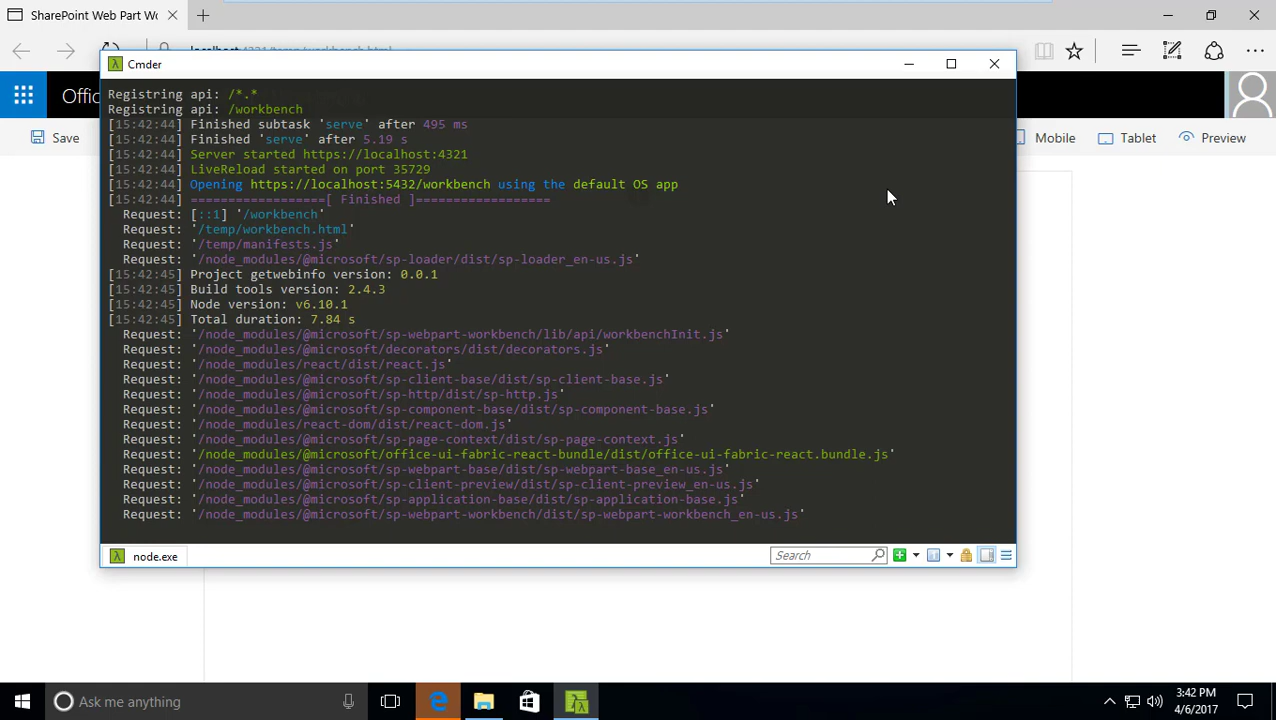 SharePoint Web Part Wo
Cmder
Office
Save
Mobile
Tablet
Preview
Registring api: /*.*
Registring api: /workbench
[15:42:44] Finished subtask 'serve' after 495 ms
[15:42:44] Finished 'serve' after 5.19 s
[15:42:44] Server started https://localhost:4321
[15:42:44] LiveReload started on port 35729
[15:42:44] Opening https://localhost:5432/workbench using the default OS app
[15:42:44] ==================[ Finished ]==================
Request: [::1] '/workbench'
Request: '/temp/workbench.html'
Request: '/temp/manifests.js'
Request: '/node_modules/@microsoft/sp-loader/dist/sp-loader_en-us.js'
[15:42:45] Project getwebinfo version: 0.0.1
[15:42:45] Build tools version: 2.4.3
[15:42:45] Node version: v6.10.1
[15:42:45] Total duration: 7.84 s
Request: '/node_modules/@microsoft/sp-webpart-workbench/lib/api/workbenchInit.js'
Request: '/node_modules/@microsoft/decorators/dist/decorators.js'
Request: '/node_modules/react/dist/react.js'
Request: '/node_modules/@microsoft/sp-client-base/dist/sp-client-base.js'
Request: '/node_modules/@microsoft/sp-http/dist/sp-http.js'
Request: '/node_modules/@microsoft/sp-component-base/dist/sp-component-base.js'
Request: '/node_modules/react-dom/dist/react-dom.js'
Request: '/node_modules/@microsoft/sp-page-context/dist/sp-page-context.js'
Request: '/node_modules/@microsoft/office-ui-fabric-react-bundle/dist/office-ui-fabric-react.bundle.js'
Request: '/node_modules/@microsoft/sp-webpart-base/dist/sp-webpart-base_en-us.js'
Request: '/node_modules/@microsoft/sp-client-preview/dist/sp-client-preview_en-us.js'
Request: '/node_modules/@microsoft/sp-application-base/dist/sp-application-base.js'
Request: '/node_modules/@microsoft/sp-webpart-workbench/dist/sp-webpart-workbench_en-us.js'
node.exe
Search
Ask me anything
3:42 PM
4/6/2017